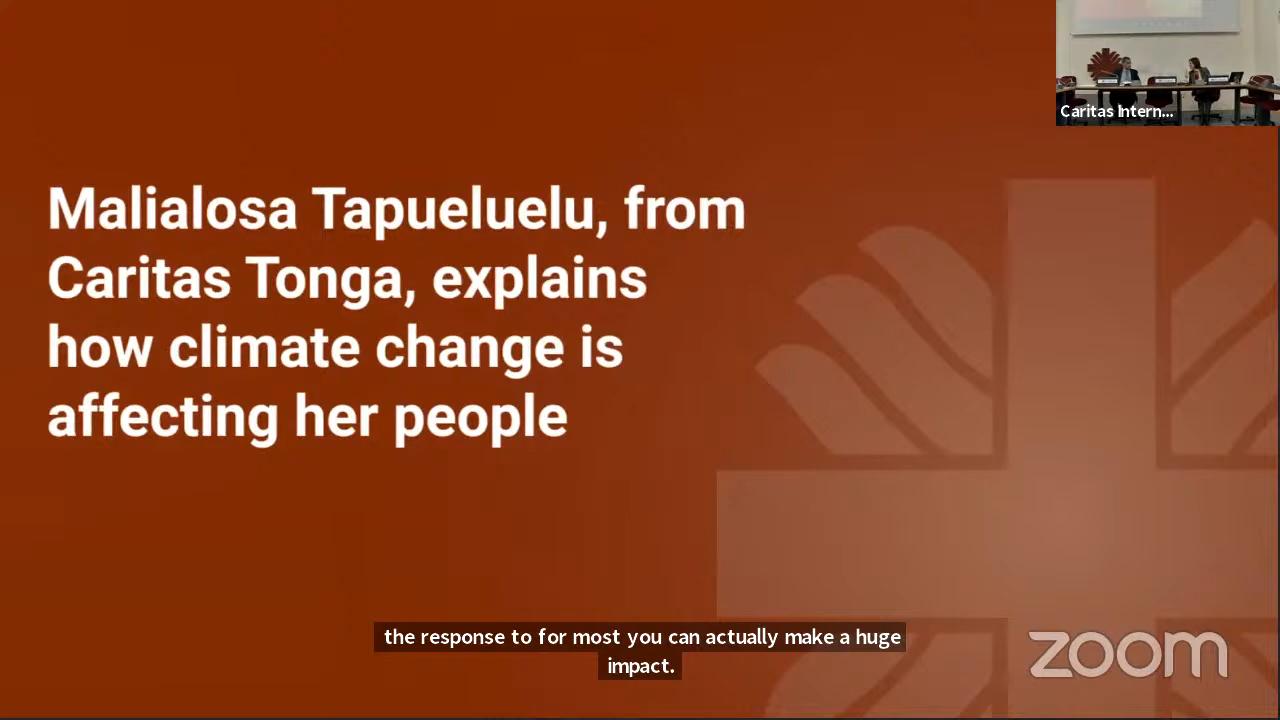 Caritas Intern...
Malialosa Tapueluelu, from
Caritas Tonga, explains
how climate change is
affecting her people
the response to for most you can actually make a huge
impact.
zoom